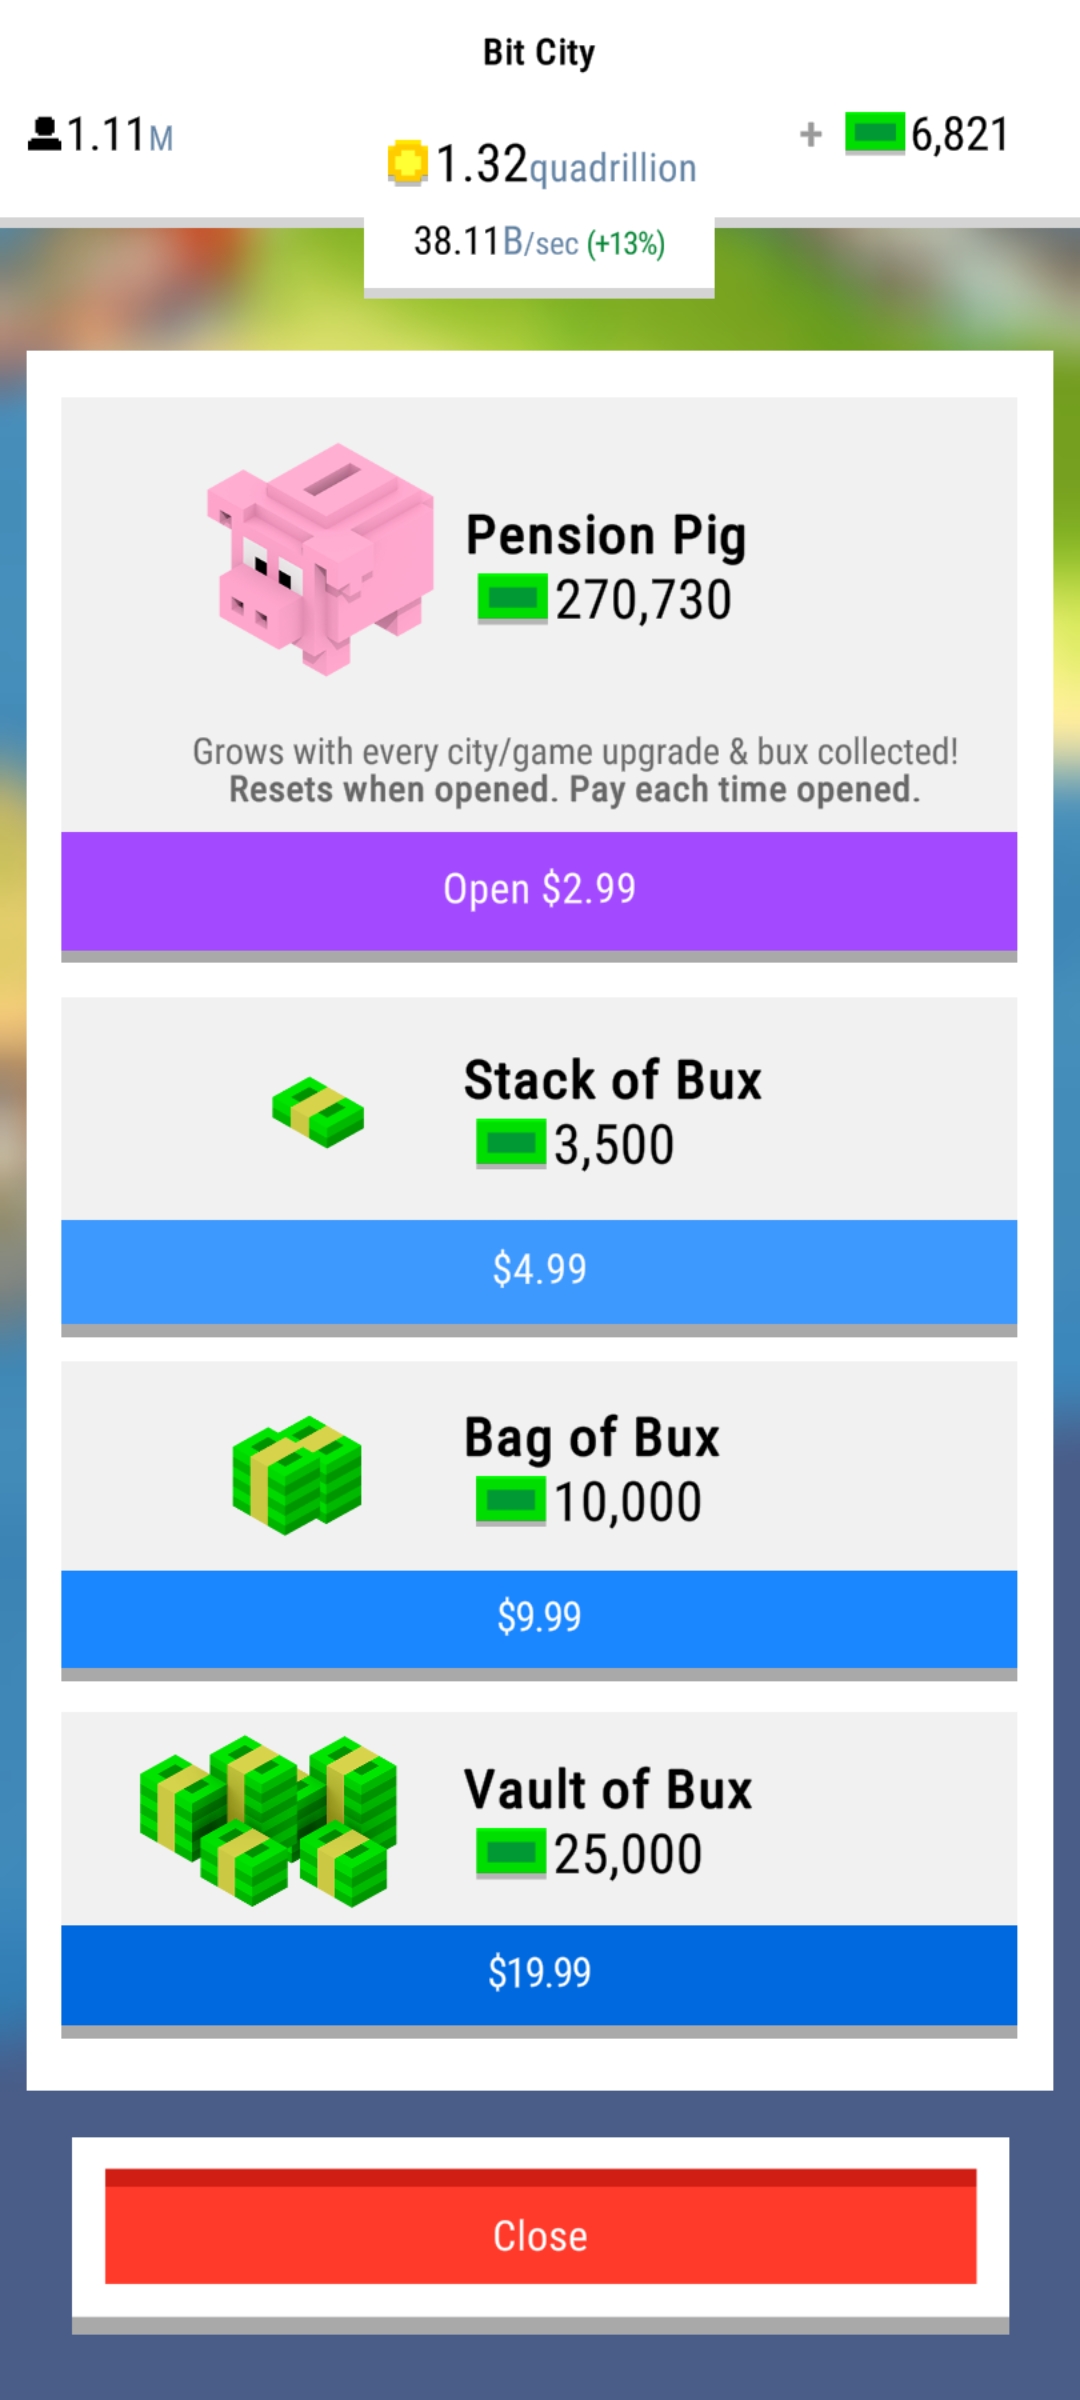 Bit City
1.11M
+ 6,821
1.32quadrillion
38.11B/sec (+13%)
Pension Pig
270,730
Grows with every city/game upgrade & bux collected!
Resets when opened. Pay each time opened.
Open $2.99
Stack of Bux
3,500
$4.99
Bag of Bux
10,000
$9.99
Vault of Bux
25,000
$19.99
Close